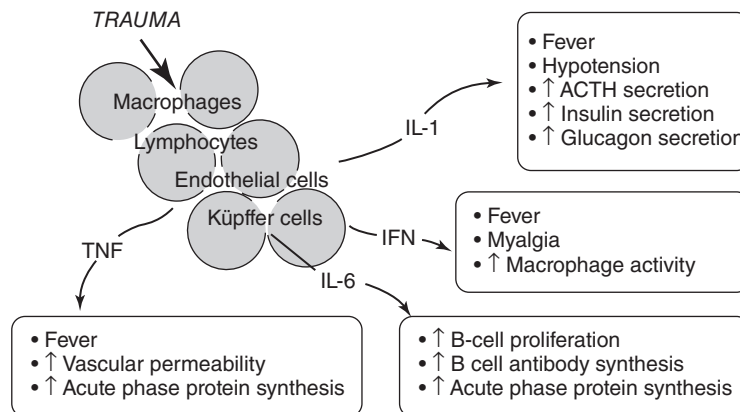 TRAUMA
Macrophages
Lymphocytes
Endothelial cells
Küpffer cells
IL-1
• Fever
• Hypotension
• ↑ ACTH secretion
• ↑ Insulin secretion
• ↑ Glucagon secretion
IFN
• Fever
• Myalgia
• ↑ Macrophage activity
TNF
• Fever
• ↑ Vascular permeability
• ↑ Acute phase protein synthesis
IL-6
• ↑ B-cell proliferation
• ↑ B cell antibody synthesis
• ↑ Acute phase protein synthesis